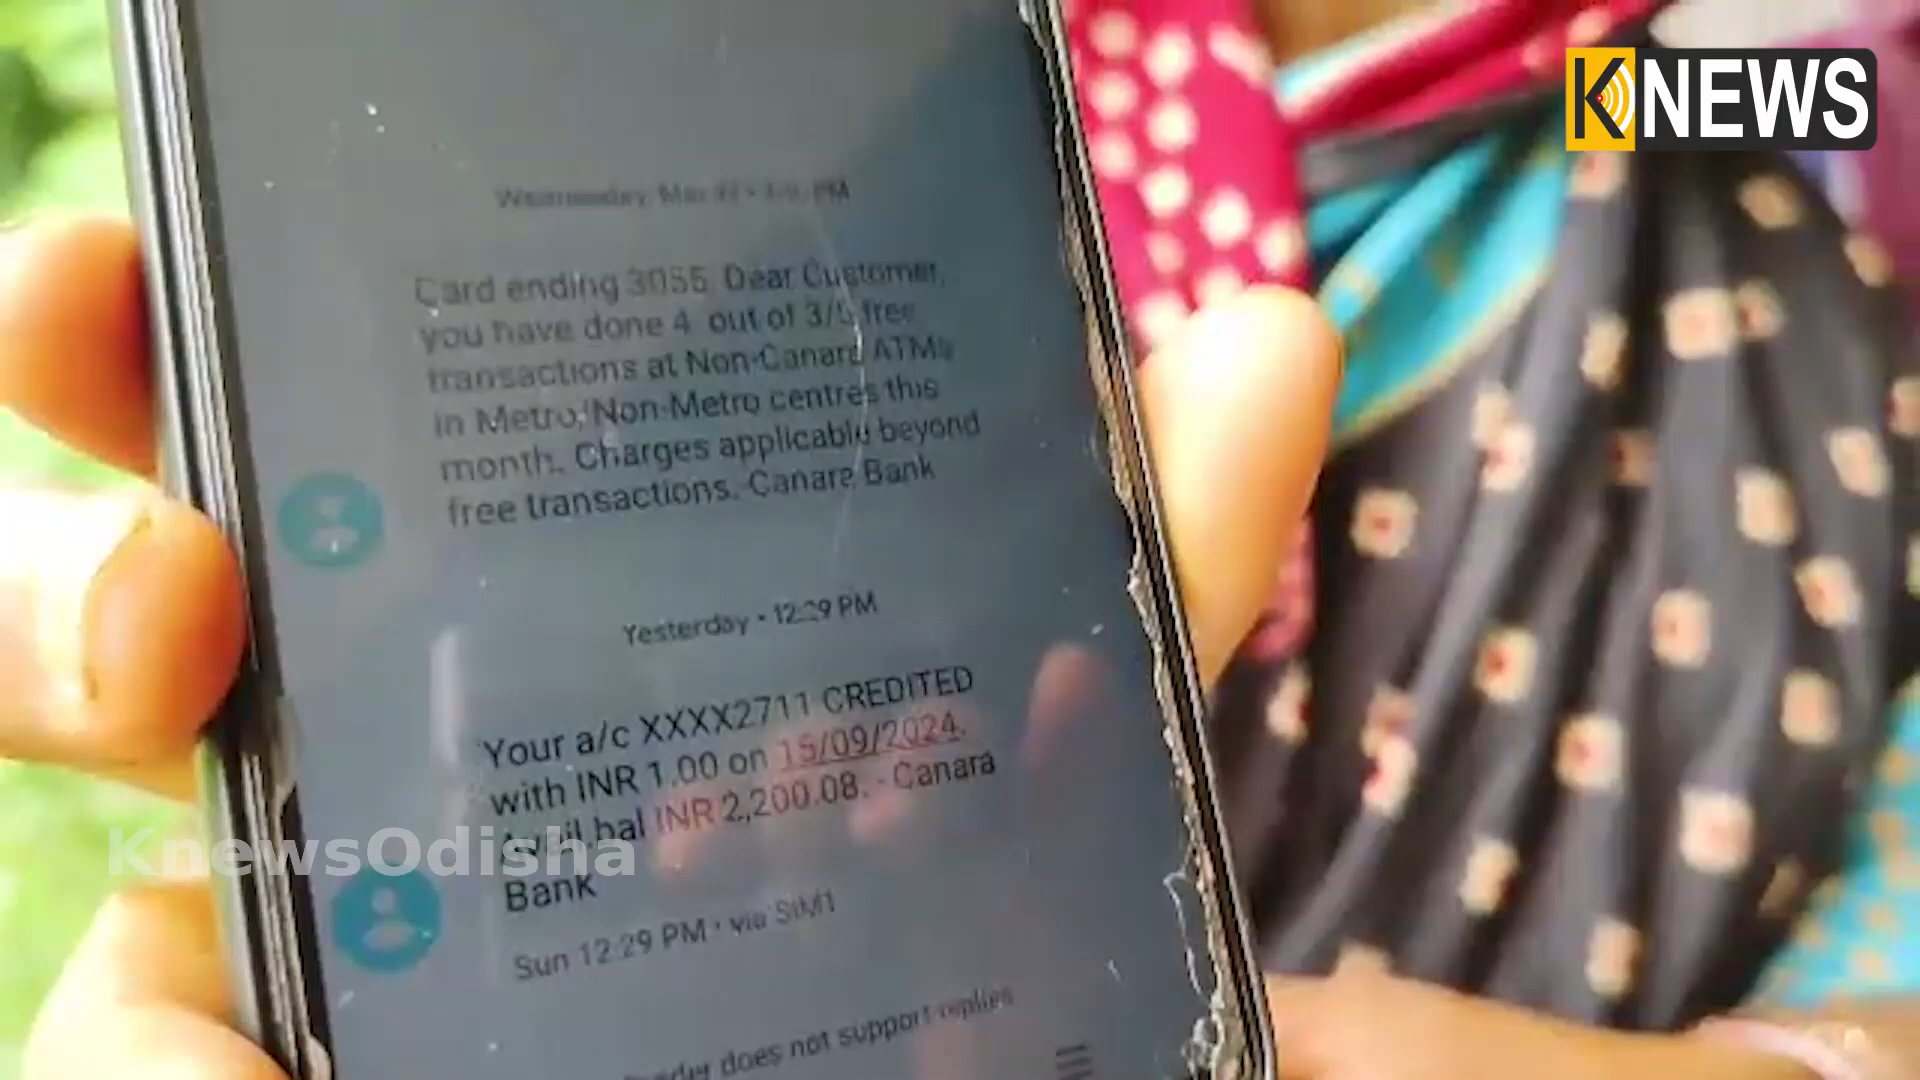 KNEWS
PM
Card ending 3055. Dear Customer,
you have done 4 out of 3/5 free
transactions at Non-Canara ATMs
in Metro/Non-Metro centres this
month. Charges applicable beyond
free transactions. -Canara Bank
Yesterday • 12:29 PM
Your a/c XXXX2711 CREDITED
with INR 1.00 on 15/09/2024.
Avail.bal INR 2,200.08. - Canara
Bank
KnewsOdisha
Sun 12:29 PM • via SIM1
does not support replies